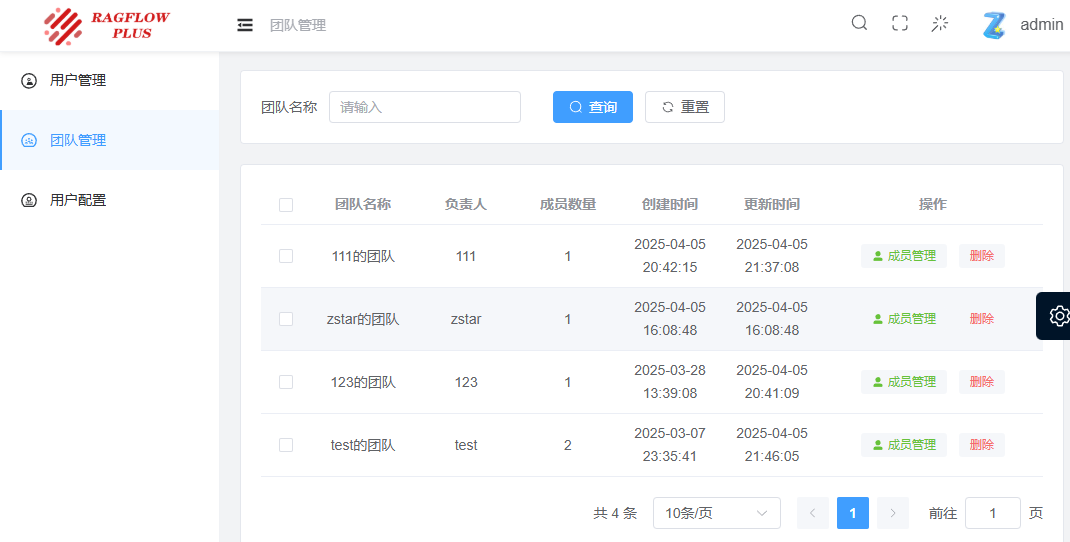 RAGFLOW
PLUS
团队管理
admin
用户管理
团队管理
用户配置
团队名称 请输入 查询 重置
团队名称 负责人 成员数量 创建时间 更新时间 操作
111的团队 111 1 2025-04-05 20:42:15 2025-04-05 21:37:08 成员管理 删除
zstar的团队 zstar 1 2025-04-05 16:08:48 2025-04-05 16:08:48 成员管理 删除
123的团队 123 1 2025-03-28 13:39:08 2025-04-05 20:41:09 成员管理 删除
test的团队 test 2 2025-03-07 23:35:41 2025-04-05 21:46:05 成员管理 删除
共 4 条 10条/页 1 前往 1 页